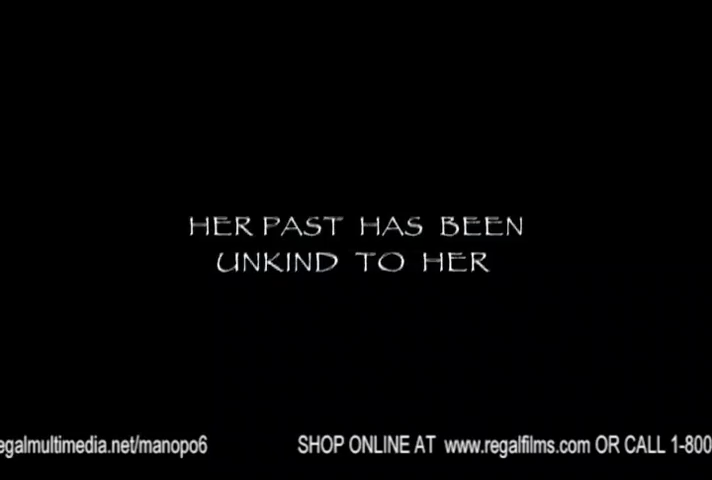 HER PAST HAS BEEN
UNKIND TO HER
egalmultimedia.net/manopo6 SHOP ONLINE AT www.regalfilms.com OR CALL 1-800